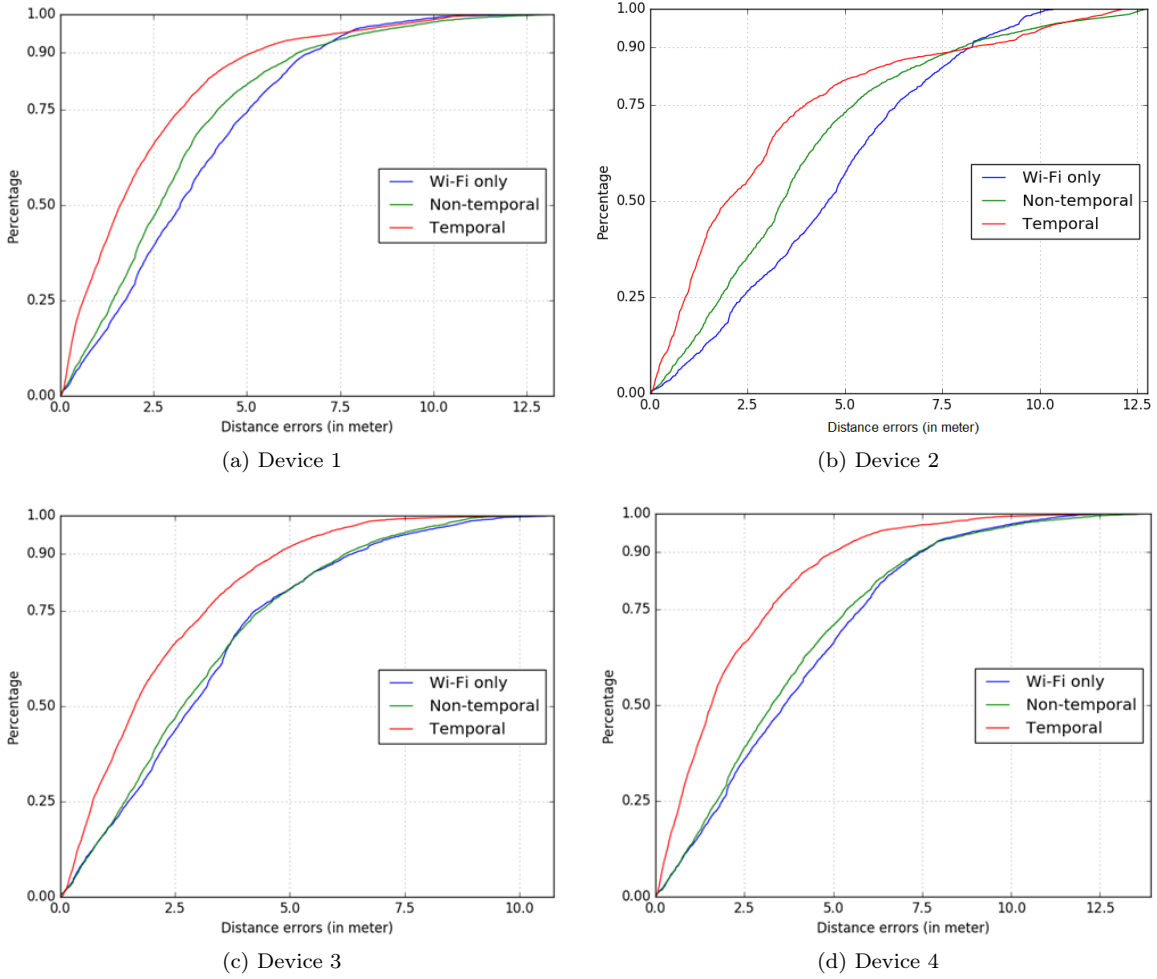 1.00
0.90
0.75
0.50
0.25
0.00
Percentage
Wi-Fi only
Non-temporal
Temporal
0.0 2.5 5.0 7.5 10.0 12.5
Distance errors (in meter)
(a) Device 1
1.00
0.90
0.75
0.50
0.25
0.00
Percentage
Wi-Fi only
Non-temporal
Temporal
0.0 2.5 5.0 7.5 10.0 12.5
Distance errors (in meter)
(b) Device 2
1.00
0.90
0.75
0.50
0.25
0.00
Percentage
Wi-Fi only
Non-temporal
Temporal
0.0 2.5 5.0 7.5 10.0
Distance errors (in meter)
(c) Device 3
1.00
0.90
0.75
0.50
0.25
0.00
Percentage
Wi-Fi only
Non-temporal
Temporal
0.0 2.5 5.0 7.5 10.0 12.5
Distance errors (in meter)
(d) Device 4